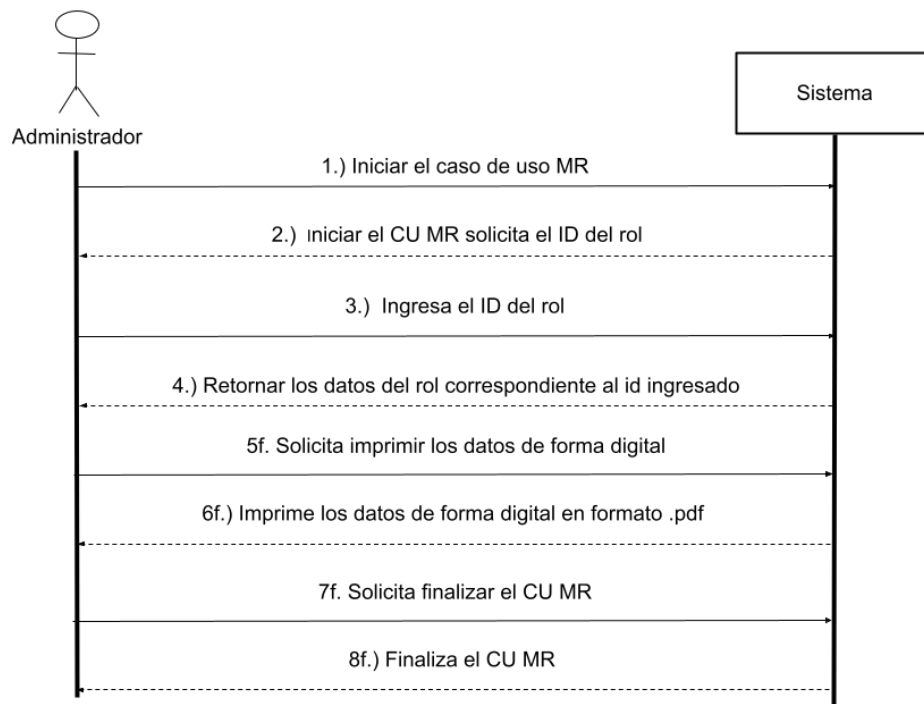 Sistema
Administrador
1.) Iniciar el caso de uso MR
2.) Iniciar el CU MR solicita el ID del rol
3.) Ingresa el ID del rol
4.) Retornar los datos del rol correspondiente al id ingresado
5f. Solicita imprimir los datos de forma digital
6f.) Imprime los datos de forma digital en formato .pdf
7f. Solicita finalizar el CU MR
8f.) Finaliza el CU MR